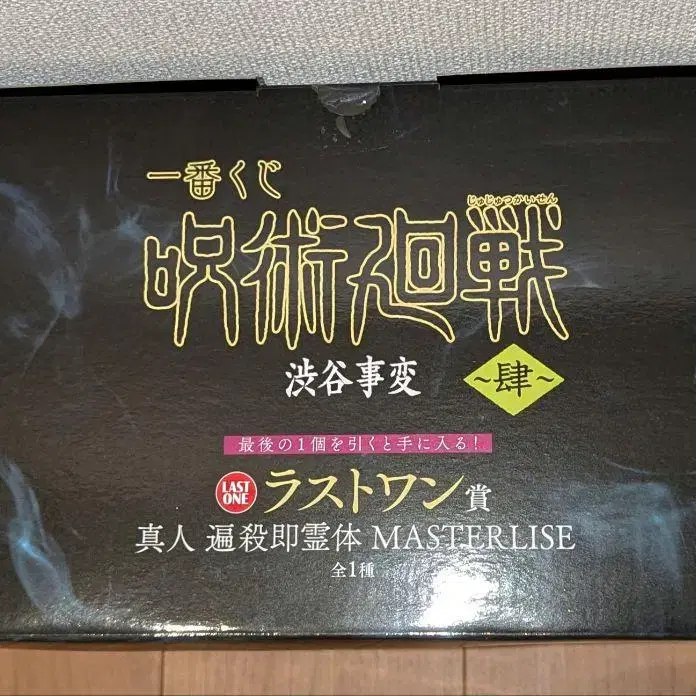 一番くじ
じゅじゅつかいせん
呪術廻戦
渋谷事変 ～肆～
最後の1個を引くと手に入る!
LAST ONE ラストワン賞
真人 遍殺即霊体 MASTERLISE
全1種